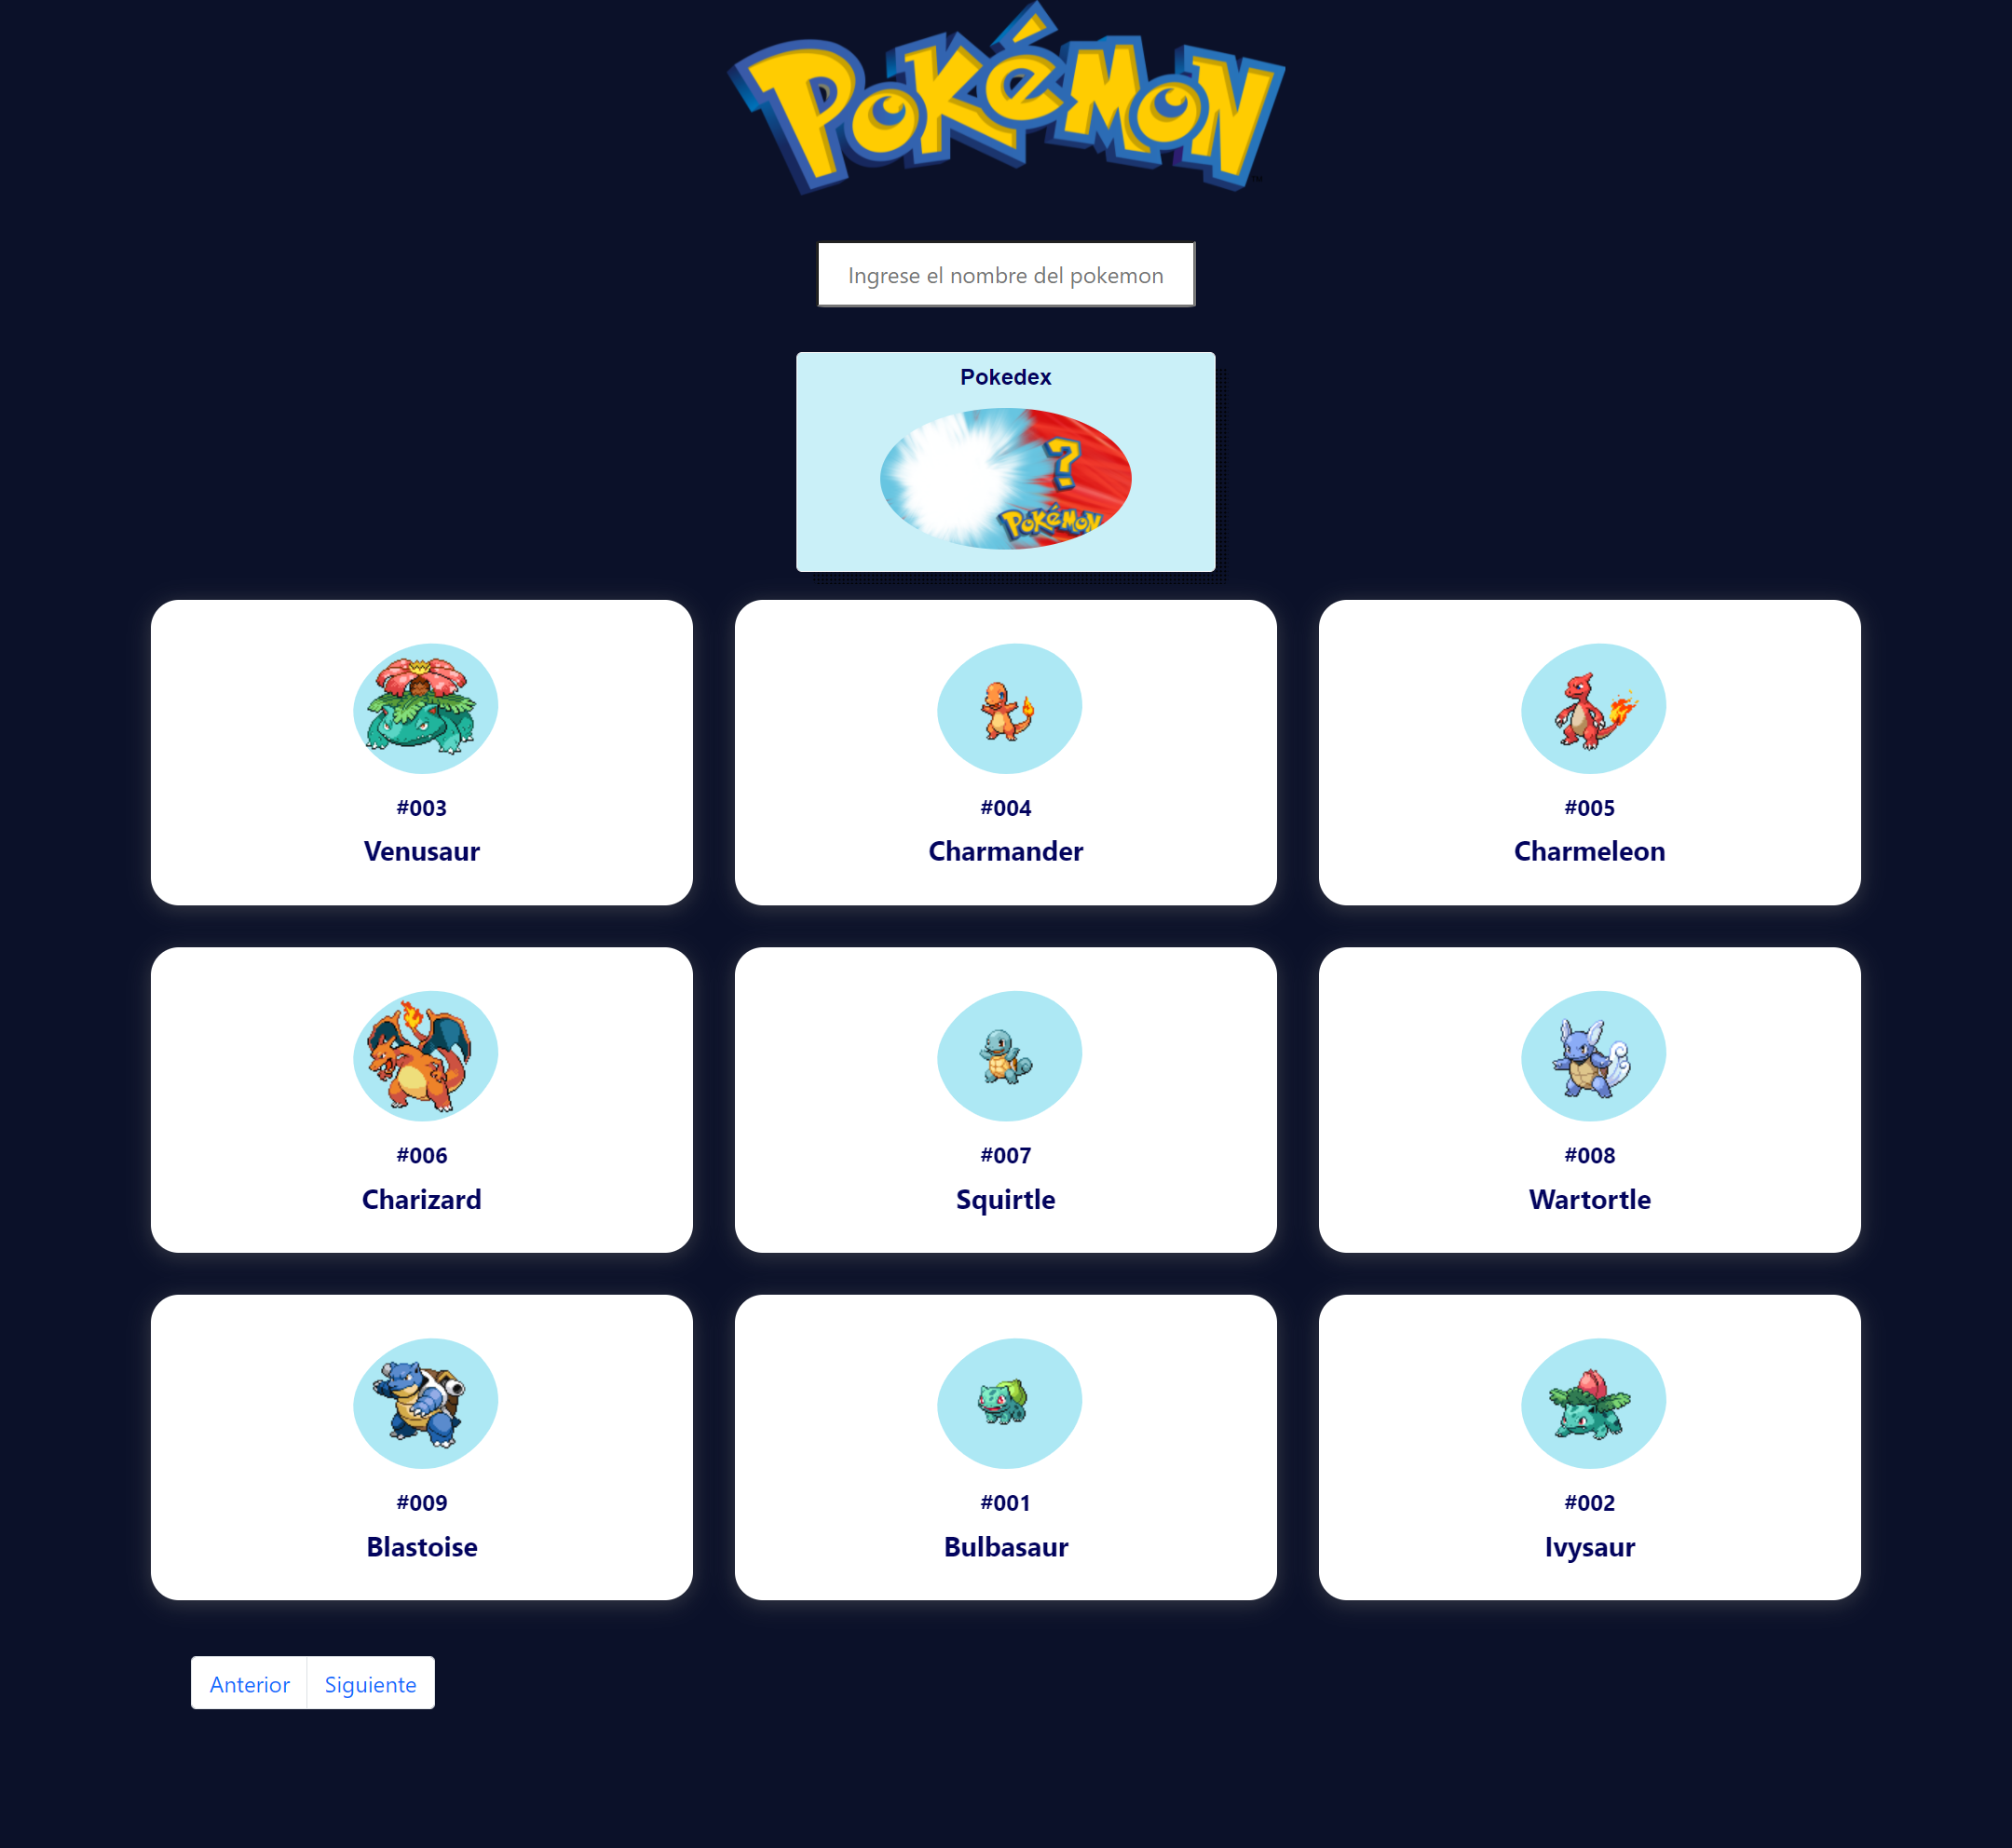 POKéMON
Ingrese el nombre del pokemon
Pokedex
?
POKéMON
#003
Venusaur
#004
Charmander
#005
Charmeleon
#006
Charizard
#007
Squirtle
#008
Wartortle
#009
Blastoise
#001
Bulbasaur
#002
Ivysaur
Anterior
Siguiente